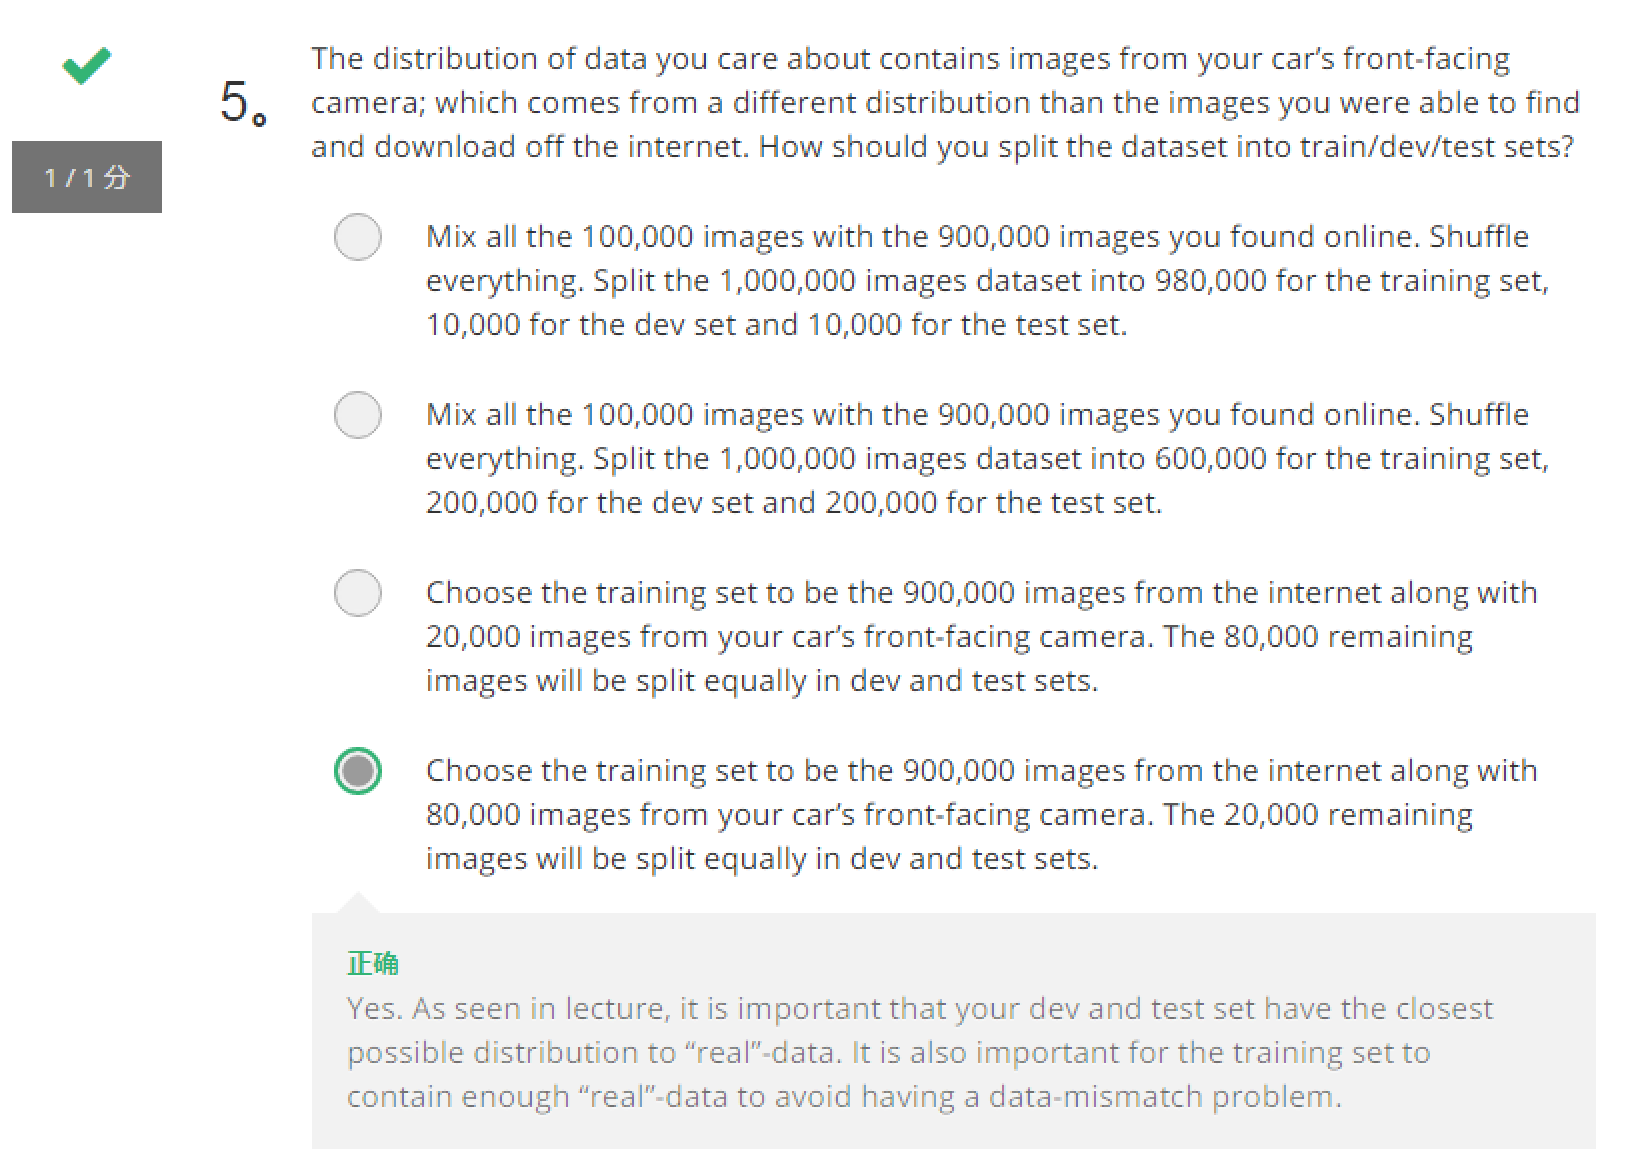 5。
1 / 1 分
The distribution of data you care about contains images from your car’s front-facing
camera; which comes from a different distribution than the images you were able to find
and download off the internet. How should you split the dataset into train/dev/test sets?
Mix all the 100,000 images with the 900,000 images you found online. Shuffle
everything. Split the 1,000,000 images dataset into 980,000 for the training set,
10,000 for the dev set and 10,000 for the test set.
Mix all the 100,000 images with the 900,000 images you found online. Shuffle
everything. Split the 1,000,000 images dataset into 600,000 for the training set,
200,000 for the dev set and 200,000 for the test set.
Choose the training set to be the 900,000 images from the internet along with
20,000 images from your car’s front-facing camera. The 80,000 remaining
images will be split equally in dev and test sets.
Choose the training set to be the 900,000 images from the internet along with
80,000 images from your car’s front-facing camera. The 20,000 remaining
images will be split equally in dev and test sets.
正确
Yes. As seen in lecture, it is important that your dev and test set have the closest
possible distribution to “real”-data. It is also important for the training set to
contain enough “real”-data to avoid having a data-mismatch problem.